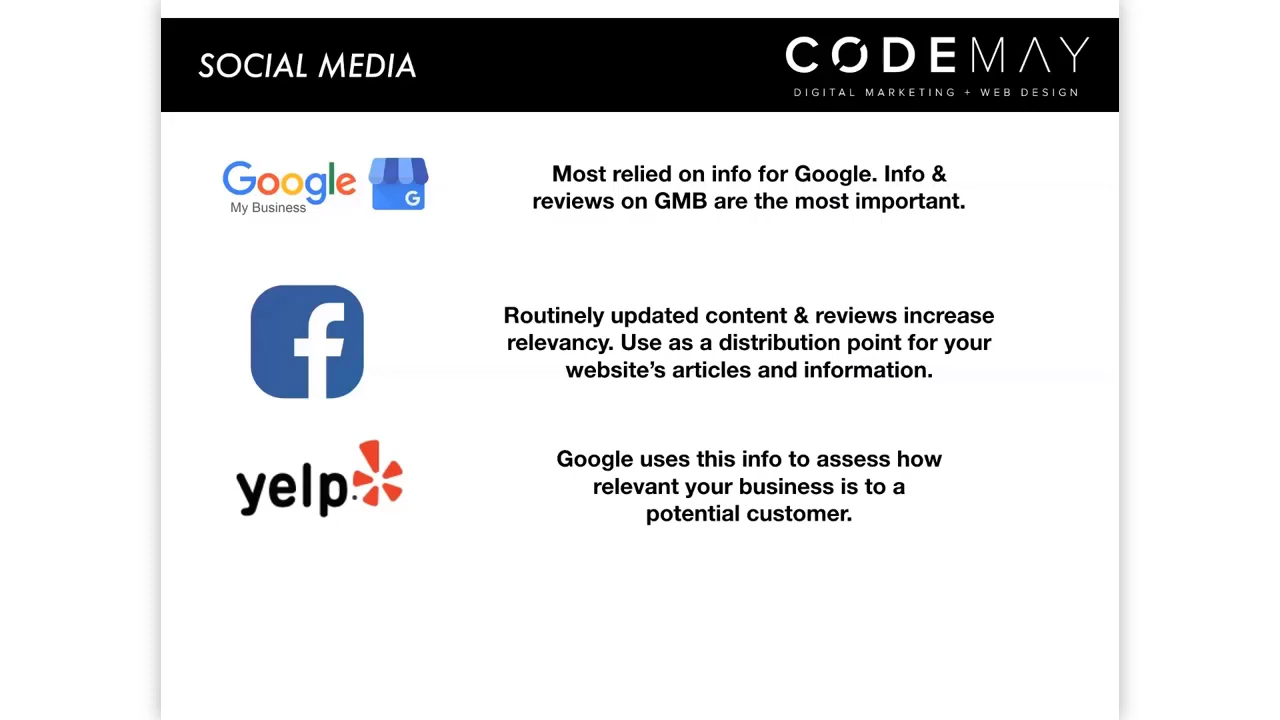 SOCIAL MEDIA
CODEMAY
DIGITAL MARKETING + WEB DESIGN
Google
My Business
G
Most relied on info for Google. Info &
reviews on GMB are the most important.
f
Routinely updated content & reviews increase
relevancy. Use as a distribution point for your
website’s articles and information.
yelp
Google uses this info to assess how
relevant your business is to a
potential customer.